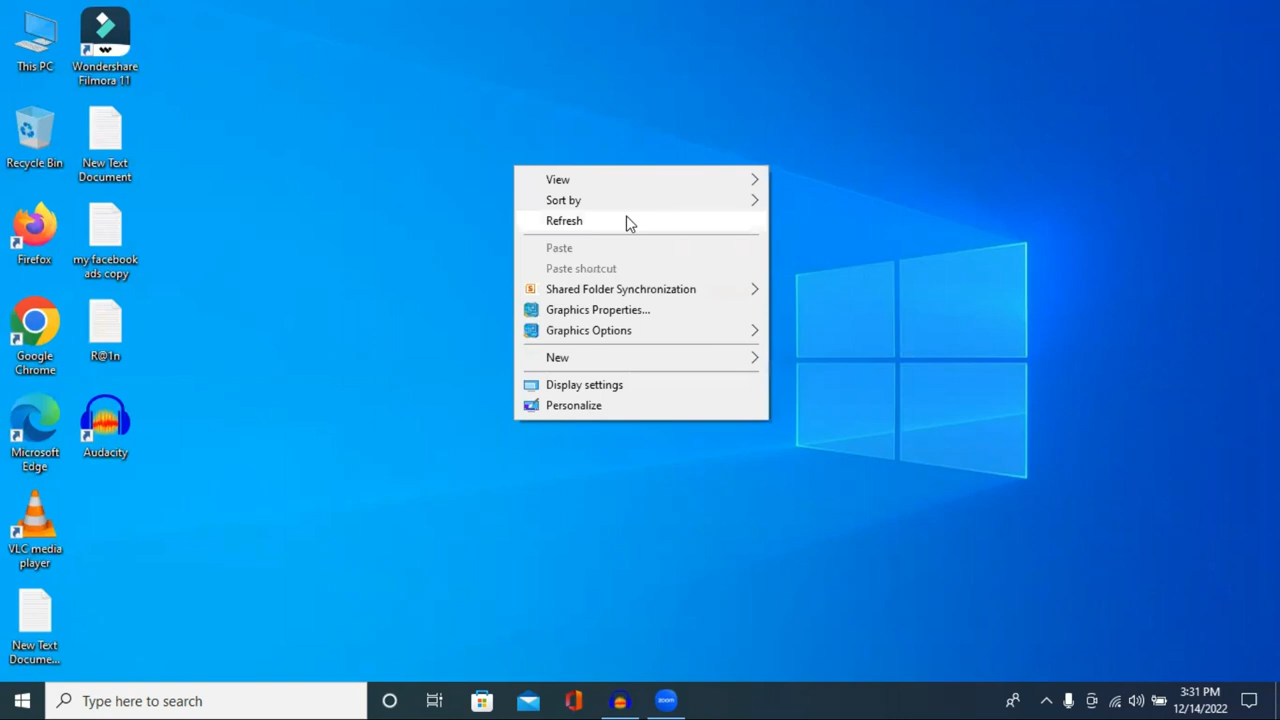 This PC
Wondershare
Filmora 11
Recycle Bin
New Text
Document
Firefox
my facebook
ads copy
Google
Chrome
R@1n
Microsoft
Edge
Audacity
VLC media
player
New Text
Docume...
View
Sort by
Refresh
Paste
Paste shortcut
S
Shared Folder Synchronization
Graphics Properties...
Graphics Options
New
Display settings
Personalize
Type here to search
zoom
3:31 PM
12/14/2022